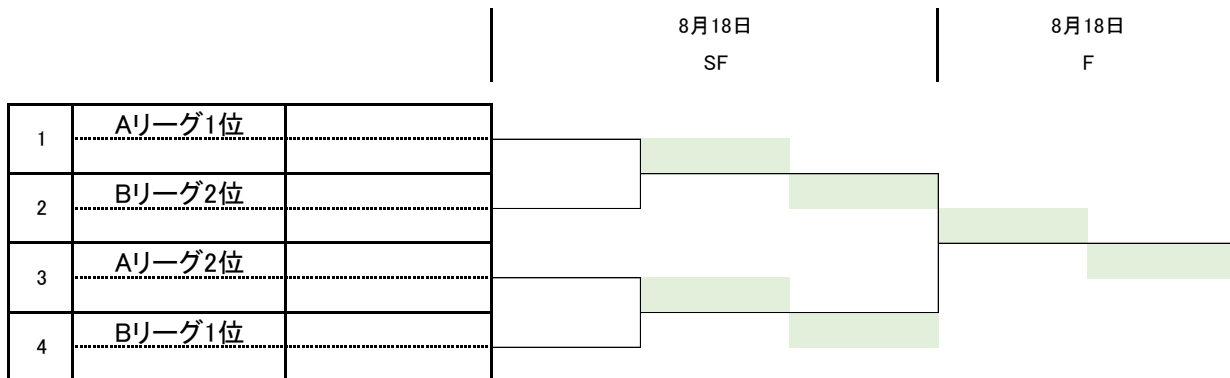 8月18日 8月18日
SF F
1 Aリーグ1位
2 Bリーグ2位
3 Aリーグ2位
4 Bリーグ1位